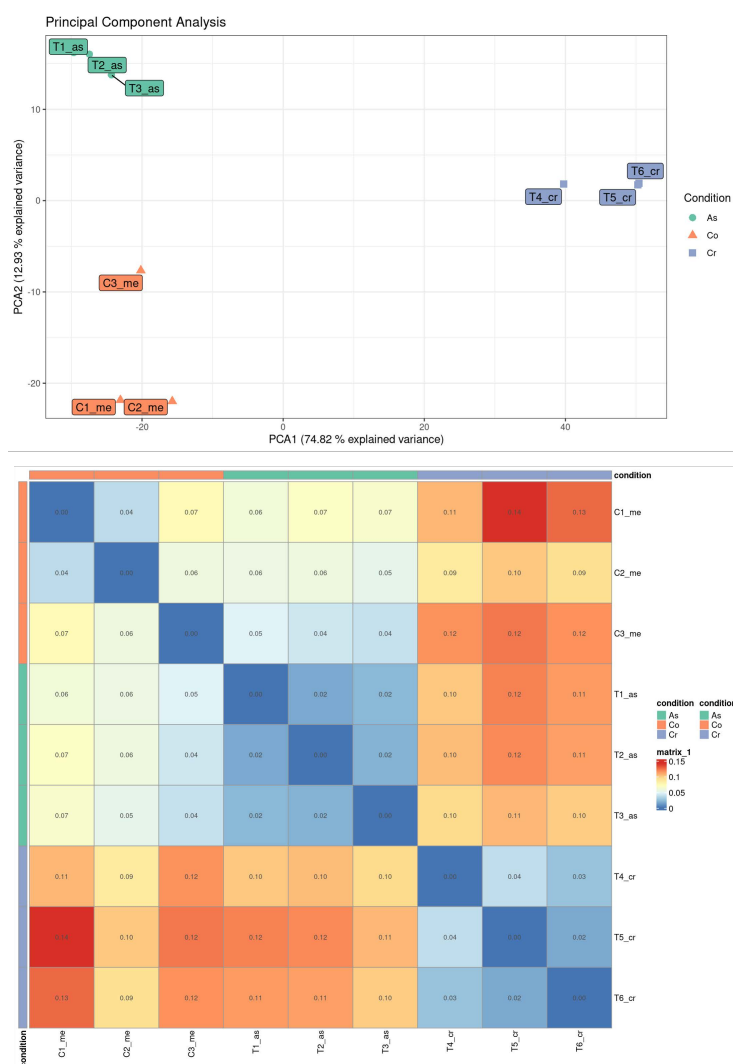 Principal Component Analysis
T1_as
T2_as
T3_as
T6_cr
T4_cr
T5_cr
C3_me
C1_me
C2_me
10
0
-10
-20
PCA2 (12.93 % explained variance)
-20
0
20
40
PCA1 (74.82 % explained variance)
Condition
As
Co
Cr
condition
0.04 0.07 0.06 0.07 0.07 0.11 0.13 C1_me
0.04 0.00 0.06 0.06 0.06 0.05 0.09 0.10 0.09 C2_me
0.07 0.06 0.00 0.05 0.04 0.04 0.12 0.12 0.12 C3_me
0.06 0.06 0.05 0.00 0.02 0.02 0.10 0.12 0.11 T1_as
0.07 0.06 0.04 0.02 0.00 0.02 0.10 0.12 0.11 T2_as
0.07 0.05 0.04 0.02 0.02 0.00 0.10 0.11 0.10 T3_as
0.11 0.09 0.12 0.10 0.10 0.10 0.00 0.04 0.03 T4_cr
0.10 0.12 0.12 0.12 0.11 0.04 0.00 0.02 T5_cr
0.13 0.09 0.12 0.11 0.11 0.10 0.03 0.02 0.00 T6_cr
condition
C1_me
C2_me
C3_me
T1_as
T2_as
T3_as
T4_cr
T5_cr
T6_cr
condition condition
As As
Co Co
Cr Cr
matrix_1
0.15
0.1
0.05
0